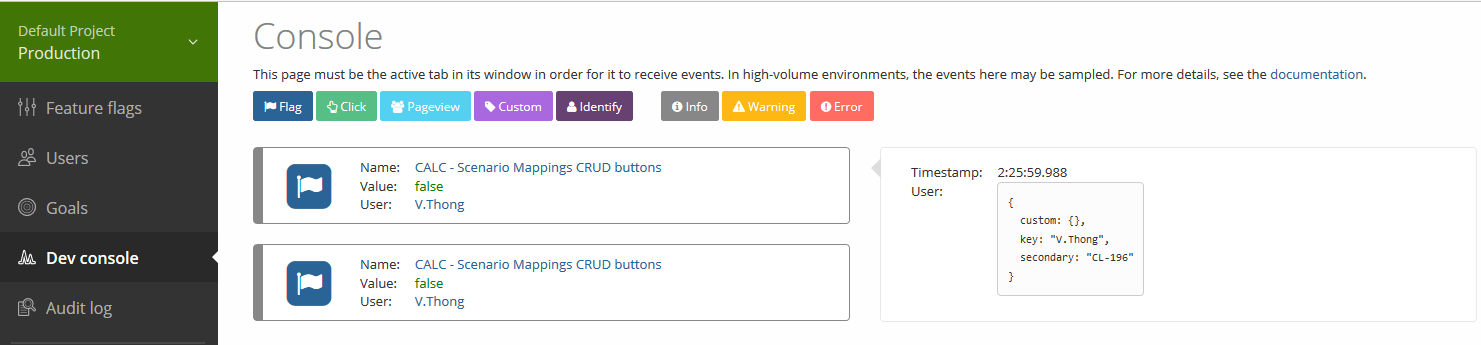 Default Project
Production
Feature flags
Users
Goals
Dev console
Audit log
Console
This page must be the active tab in its window in order for it to receive events. In high-volume environments, the events here may be sampled. For more details, see the documentation.
Flag Click Pageview Custom Identify Info Warning Error
Name: CALC - Scenario Mappings CRUD buttons
Value: false
User: V.Thong
Name: CALC - Scenario Mappings CRUD buttons
Value: false
User: V.Thong
Timestamp: 2:25:59.988
User:
{
custom: {},
key: "V.Thong",
secondary: "CL-196"
}